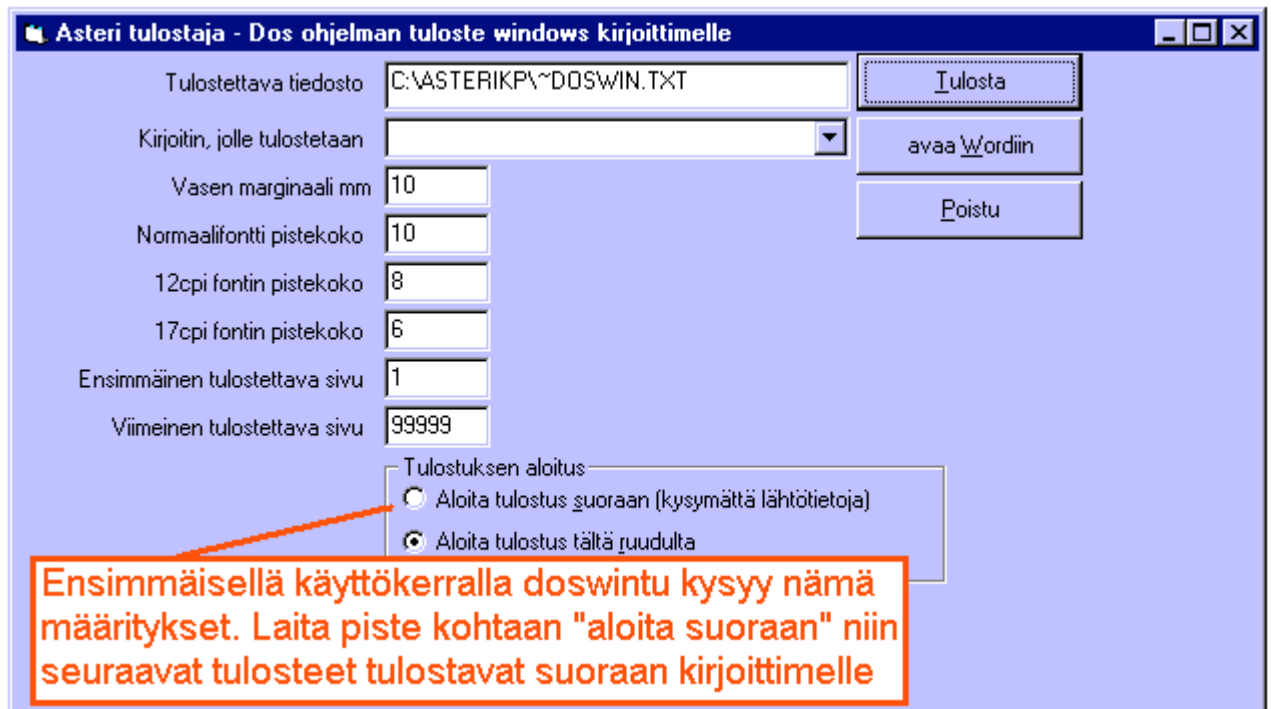 Asteri tulostaja - Dos ohjelman tuloste windows kirjoittimelle
Tulostettava tiedosto C:\ASTERIKP\~DOSWIN.TXT Tulosta
Kirjoitin, jolle tulostetaan avaa Wordiin
Vasen marginaali mm 10
Poistu
Normaalifontti pistekoko 10
12cpi fontin pistekoko 8
17cpi fontin pistekoko 6
Ensimmäinen tulostettava sivu 1
Viimeinen tulostettava sivu 99999
Tulostuksen aloitus
Aloita tulostus suoraan (kysymättä lähtötietoja)
Aloita tulostus tältä ruudulta
Ensimmäisellä käyttökerralla doswintu kysyy nämä
määritykset. Laita piste kohtaan "aloita suoraan" niin
seuraavat tulosteet tulostavat suoraan kirjoittimelle